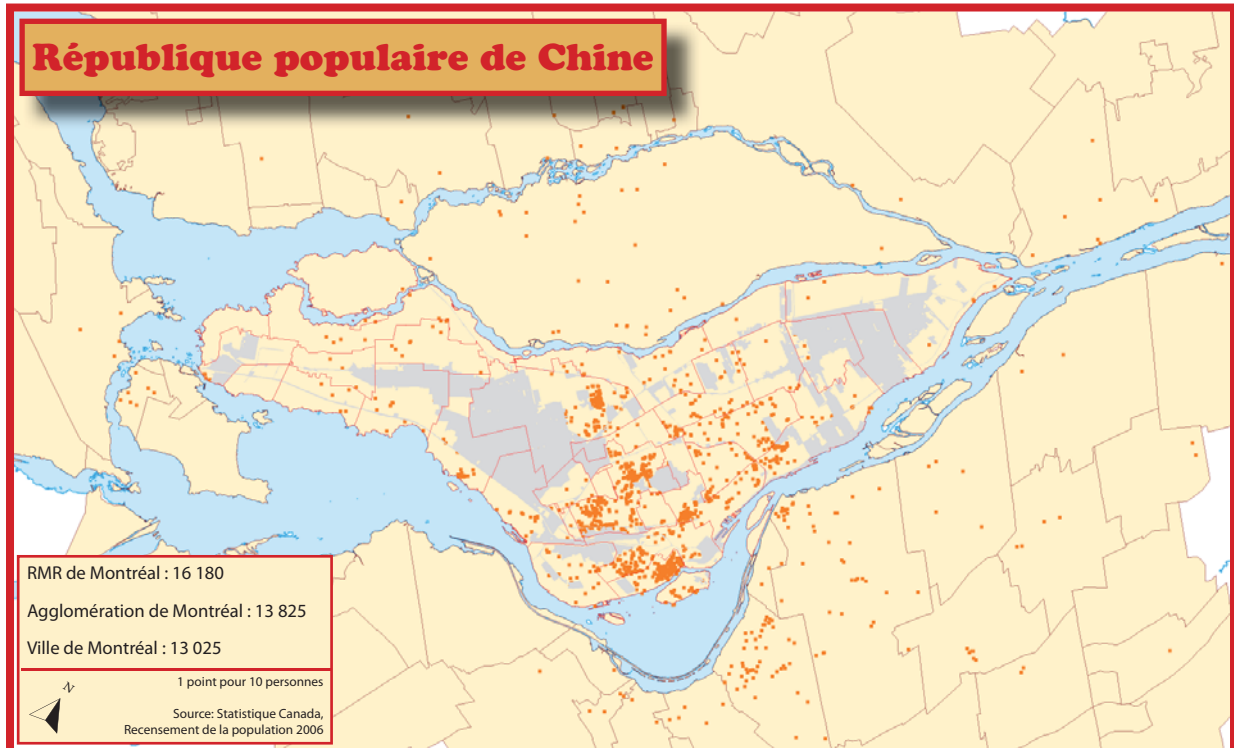 République populaire de Chine
RMR de Montréal : 16 180
Agglomération de Montréal : 13 825
Ville de Montréal : 13 025
N
1 point pour 10 personnes
Source: Statistique Canada,
Recensement de la population 2006